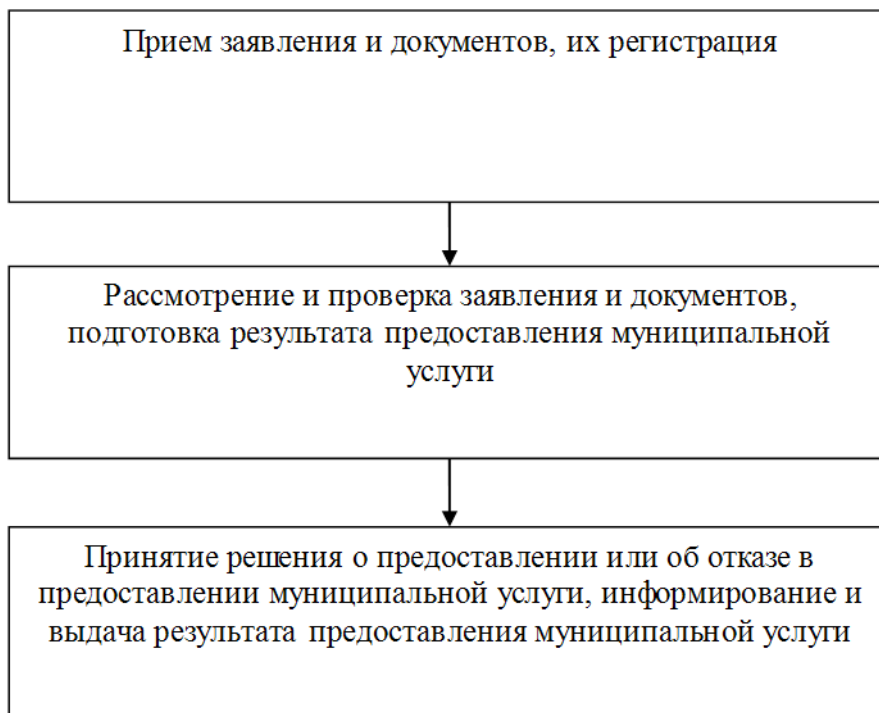 Прием заявления и документов, их регистрация
Рассмотрение и проверка заявления и документов,
подготовка результата предоставления муниципальной
услуги
Принятие решения о предоставлении или об отказе в
предоставлении муниципальной услуги, информирование и
выдача результата предоставления муниципальной услуги